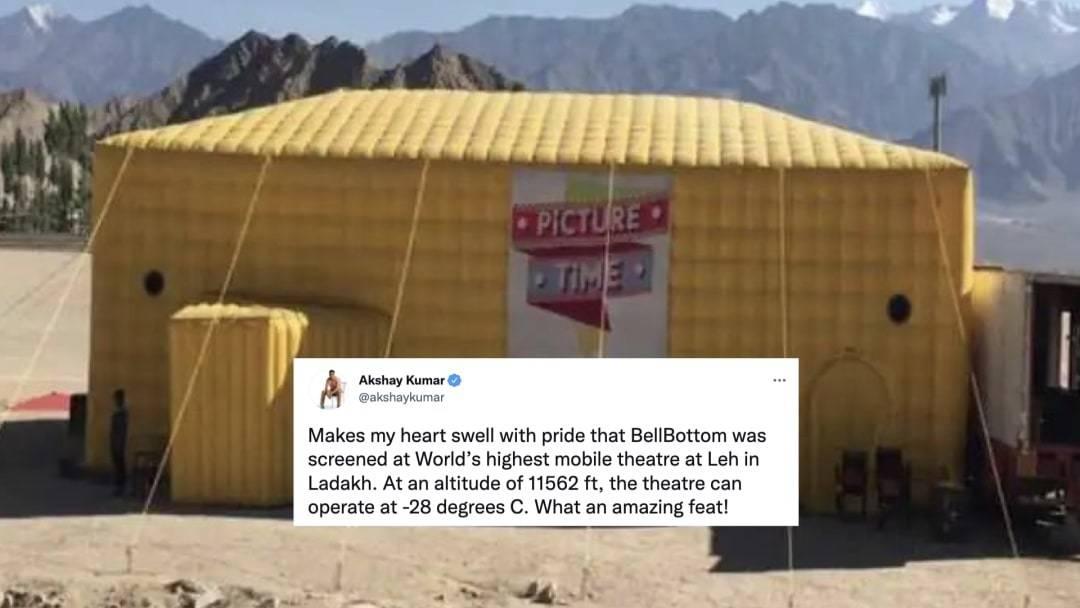 PICTURE
TIME
Akshay Kumar
@akshaykumar
Makes my heart swell with pride that BellBottom was
screened at World's highest mobile theatre at Leh in
Ladakh. At an altitude of 11562 ft, the theatre can
operate at -28 degrees C. What an amazing feat!